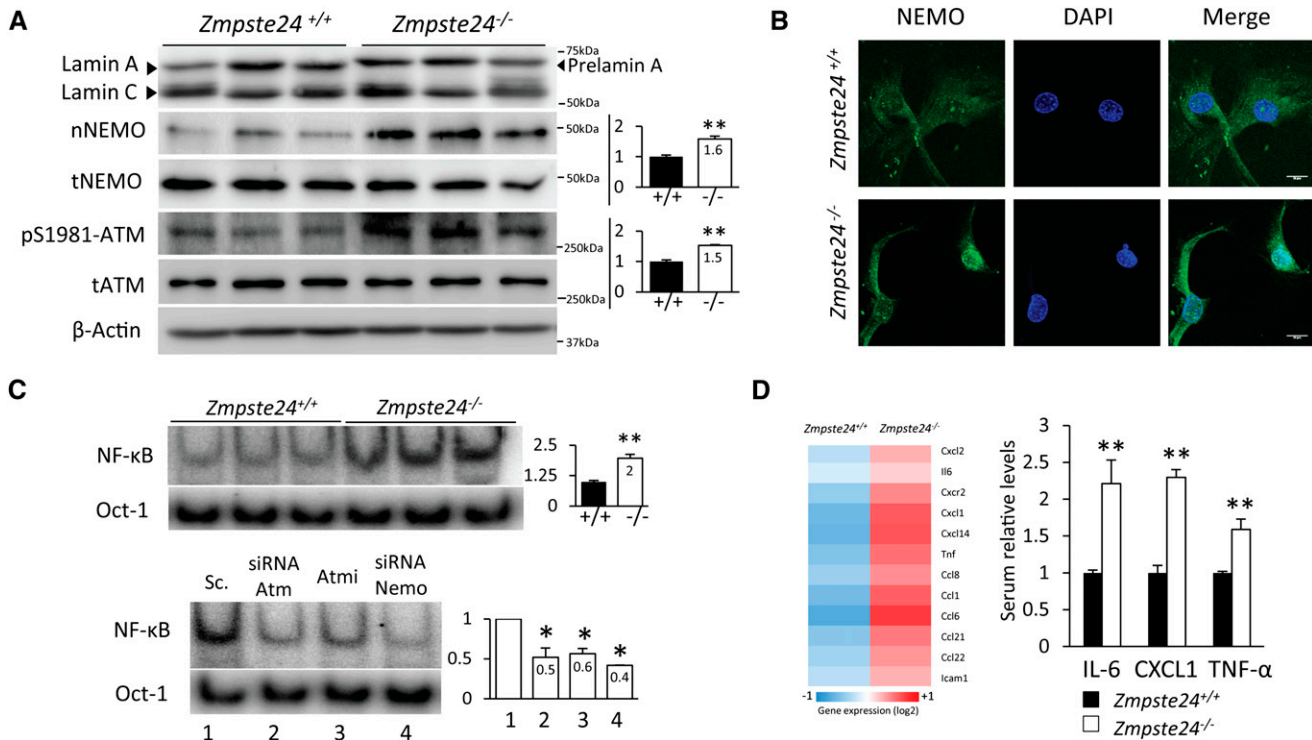 A
Zmpste24 +/+ Zmpste24-/-
Lamin A
75kDa
Prelamin A
Lamin C
50kDa
nNEMO
50kDa
tNEMO
50kDa
pS1981-ATM
250kDa
tATM
250kDa
β-Actin
37kDa
2
1
0
**
1.6
+/+ -/-
2
1
0
**
1.5
+/+ -/-
B
NEMO DAPI Merge
Zmpste24 +/+
Zmpste24 -/-
C
Zmpste24+/+ Zmpste24-/-
NF-κB
Oct-1
2.5
1.25
0
**
2
+/+ -/-
Sc. siRNA Atm Atmi siRNA Nemo
NF-κB
Oct-1
1 2 3 4
1
0.5
0
* * *
0.5 0.6 0.4
1 2 3 4
D
Zmpste24+/+ Zmpste24-/-
Cxcl2
Il6
Cxcr2
Cxcl1
Cxcl14
Tnf
Ccl8
Ccl1
Ccl6
Ccl21
Ccl22
Icam1
-1 +1
Gene expression (log2)
Serum relative levels
3
2.5
2
1.5
1
0.5
0
** ** **
IL-6 CXCL1 TNF-α
Zmpste24+/+
Zmpste24-/-